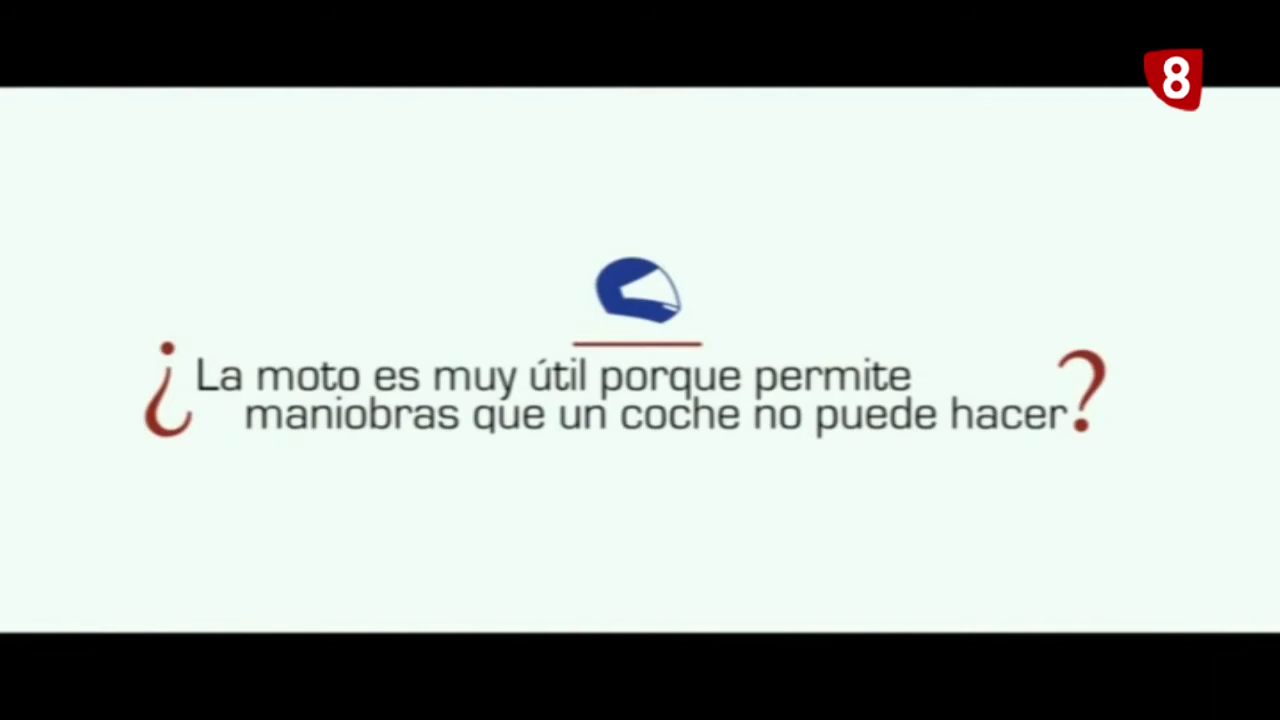 8
¿La moto es muy útil porque permite
maniobras que un coche no puede hacer?